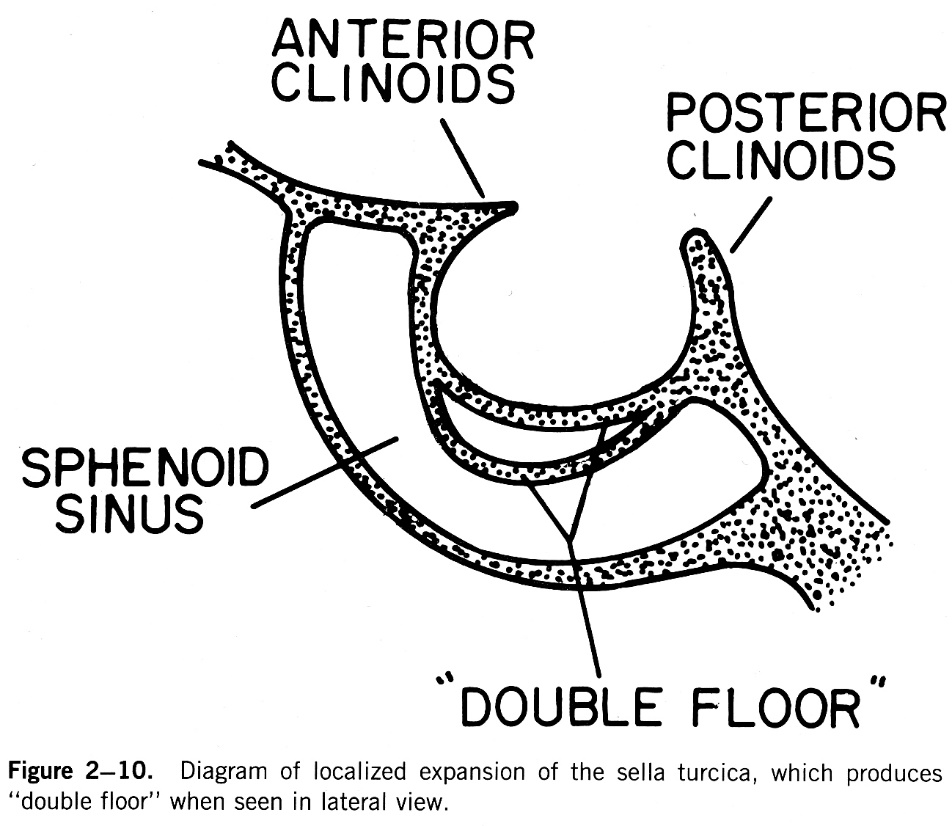 ANTERIOR
CLINOIDS
POSTERIOR
CLINOIDS
SPHENOID
SINUS
"DOUBLE FLOOR"
Figure 2–10. Diagram of localized expansion of the sella turcica, which produces
“double floor” when seen in lateral view.